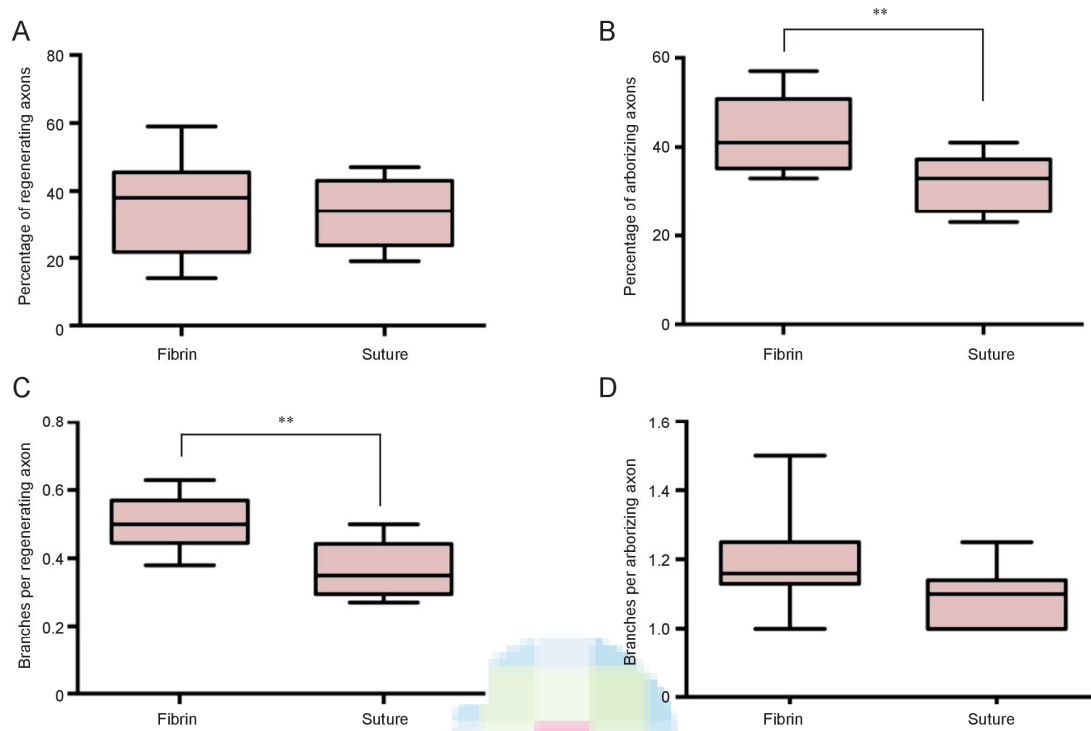 A
Percentage of regenerating axons
80
60
40
20
0
Fibrin
Suture
B
**
Percentage of arborizing axons
60
40
20
0
Fibrin
Suture
C
**
Branches per regenerating axon
0.8
0.6
0.4
0.2
0
Fibrin
Suture
D
Branches per arborizing axon
1.6
1.4
1.2
1.0
0
Fibrin
Suture